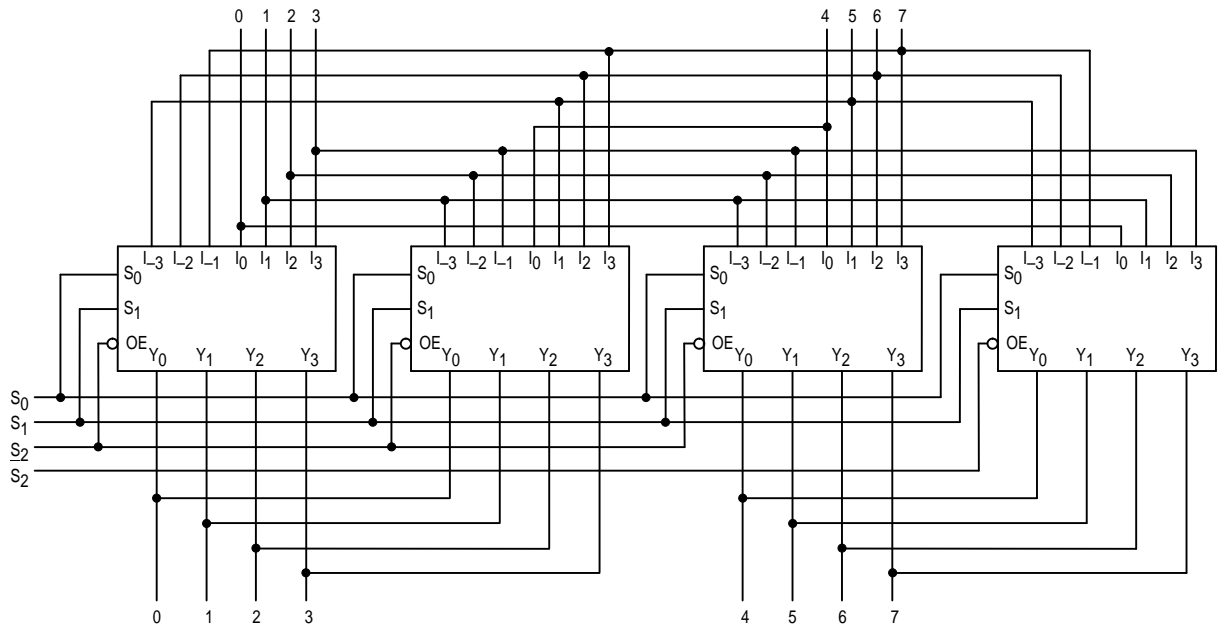 0 1 2 3 4 5 6 7
I–3 I–2 I–1 I0 I1 I2 I3 I–3 I–2 I–1 I0 I1 I2 I3 I–3 I–2 I–1 I0 I1 I2 I3 I–3 I–2 I–1 I0 I1 I2 I3
S0 S0 S0 S0
S1 S1 S1 S1
OE Y0 Y1 Y2 Y3 OE Y0 Y1 Y2 Y3 OE Y0 Y1 Y2 Y3 OE Y0 Y1 Y2 Y3
S0
S1
S2
S̅2
0 1 2 3 4 5 6 7